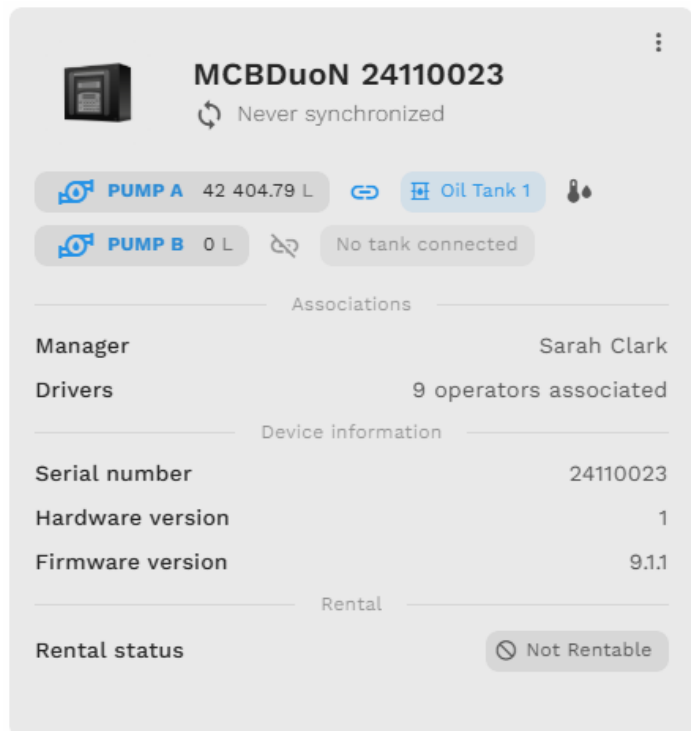 MCBDuoN 24110023
Never synchronized
PUMP A 42 404.79 L Oil Tank 1
PUMP B 0 L No tank connected
Associations
Manager Sarah Clark
Drivers 9 operators associated
Device information
Serial number 24110023
Hardware version 1
Firmware version 9.1.1
Rental
Rental status Not Rentable